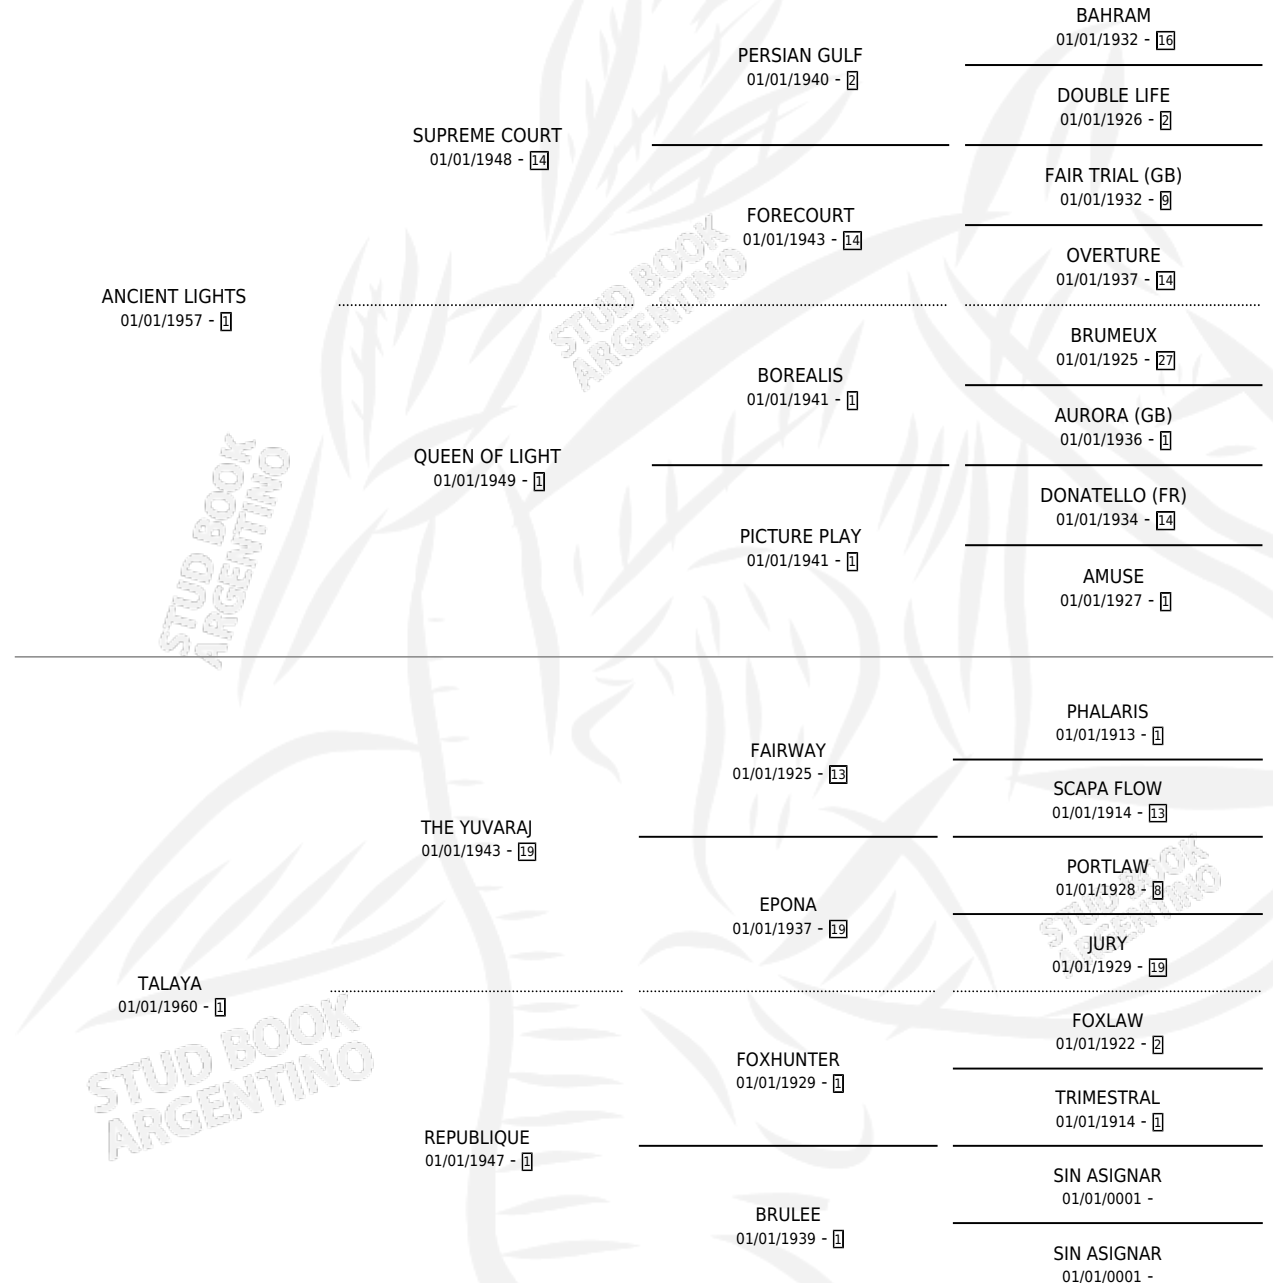 BAHRAM
01/01/1932 - 16
PERSIAN GULF
01/01/1940 - 2
DOUBLE LIFE
01/01/1926 - 2
SUPREME COURT
01/01/1948 - 14
FAIR TRIAL (GB)
01/01/1932 - 9
FORECOURT
01/01/1943 - 14
OVERTURE
01/01/1937 - 14
ANCIENT LIGHTS
01/01/1957 - 1
BRUMEUX
01/01/1925 - 27
BOREALIS
01/01/1941 - 1
AURORA (GB)
01/01/1936 - 1
QUEEN OF LIGHT
01/01/1949 - 1
DONATELLO (FR)
01/01/1934 - 14
PICTURE PLAY
01/01/1941 - 1
AMUSE
01/01/1927 - 1
STUD BOOK
ARGENTINO
STUD BOOK
ARGENTINO
PHALARIS
01/01/1913 - 1
FAIRWAY
01/01/1925 - 13
SCAPA FLOW
01/01/1914 - 13
THE YUVARAJ
01/01/1943 - 19
PORTLAW
01/01/1928 - 8
EPONA
01/01/1937 - 19
JURY
01/01/1929 - 19
TALAYA
01/01/1960 - 1
FOXLAW
01/01/1922 - 2
FOXHUNTER
01/01/1929 - 1
TRIMESTRAL
01/01/1914 - 1
REPUBLIQUE
01/01/1947 - 1
SIN ASIGNAR
01/01/0001 -
BRULEE
01/01/1939 - 1
SIN ASIGNAR
01/01/0001 -
STUD BOOK
ARGENTINO
STUD BOOK
ARGENTINO